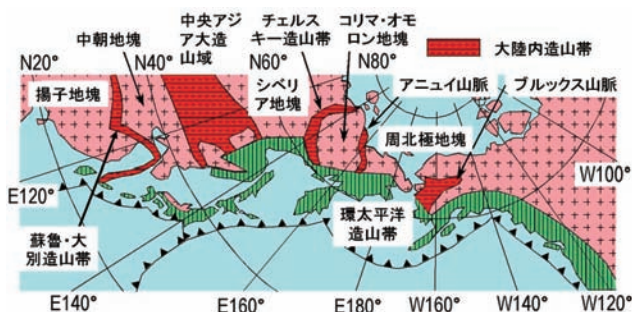 中朝地塊
中央アジ
ア大造
山域
チェルス
キー造山帯
コリマ・オモ
ロン地塊
大陸内造山帯
N20°
N40°
N80°
揚子地塊
シベリ
ア地塊
アニュイ山脈
ブルックス山脈
周北極地塊
W100°
E120°
蘇魯・大
別造山帯
環太平洋
造山帯
E140°
E160°
E180°
W160°
W140°
W120°